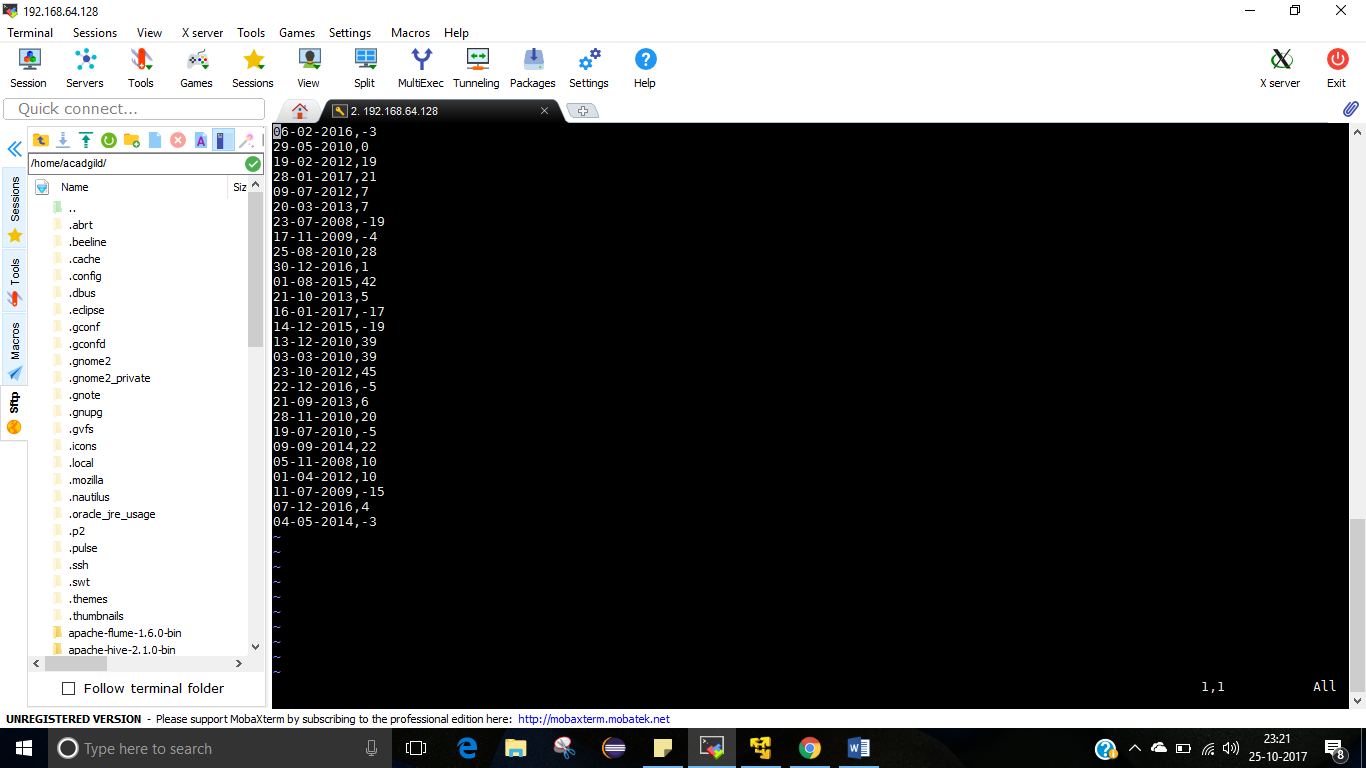 192.168.64.128
Terminal Sessions View X server Tools Games Settings Macros Help
Session Servers Tools Games Sessions View Split MultiExec Tunneling Packages Settings Help X server Exit
Quick connect...
2. 192.168.64.128
/home/acadgild/
Name Siz
..
.abrt
.beeline
.cache
.config
.dbus
.eclipse
.gconf
.gconfd
.gnome2
.gnome2_private
.gnote
.gnupg
.gvfs
.icons
.local
.mozilla
.nautilus
.oracle_jre_usage
.p2
.pulse
.ssh
.swt
.themes
.thumbnails
apache-flume-1.6.0-bin
apache-hive-2.1.0-bin
Follow terminal folder
Sessions
Tools
Macros
Sftp
06-02-2016,-3
29-05-2010,0
19-02-2012,19
28-01-2017,21
09-07-2012,7
20-03-2013,7
23-07-2008,-19
17-11-2009,-4
25-08-2010,28
30-12-2016,1
01-08-2015,42
21-10-2013,5
16-01-2017,-17
14-12-2015,-19
13-12-2010,39
03-03-2010,39
23-10-2012,45
22-12-2016,-5
21-09-2013,6
28-11-2010,20
19-07-2010,-5
09-09-2014,22
05-11-2008,10
01-04-2012,10
11-07-2009,-15
07-12-2016,4
04-05-2014,-3
~
~
~
~
~
~
~
~
~
~
1,1 All
UNREGISTERED VERSION - Please support MobaXterm by subscribing to the professional edition here: http://mobaxterm.mobatek.net
Type here to search
23:21
25-10-2017
8